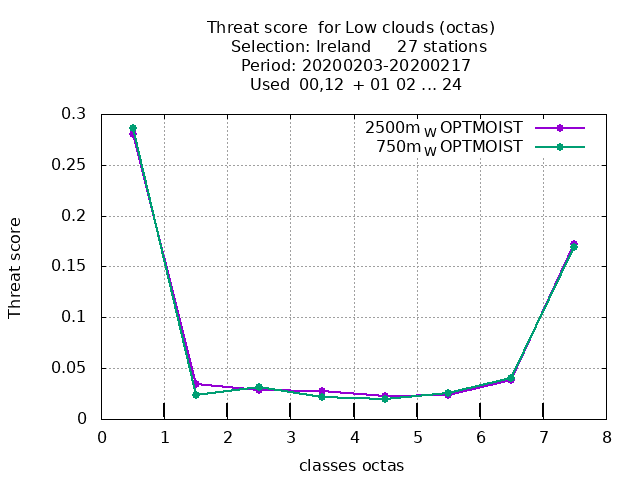 Threat score  for Low clouds (octas)
Selection: Ireland     27 stations
Period: 20200203-20200217
Used  00,12  + 01 02 ... 24
2500m W OPTMOIST
750m W OPTMOIST
0.3
0.25
0.2
0.15
0.1
0.05
0
Threat score
0 1 2 3 4 5 6 7 8
classes octas